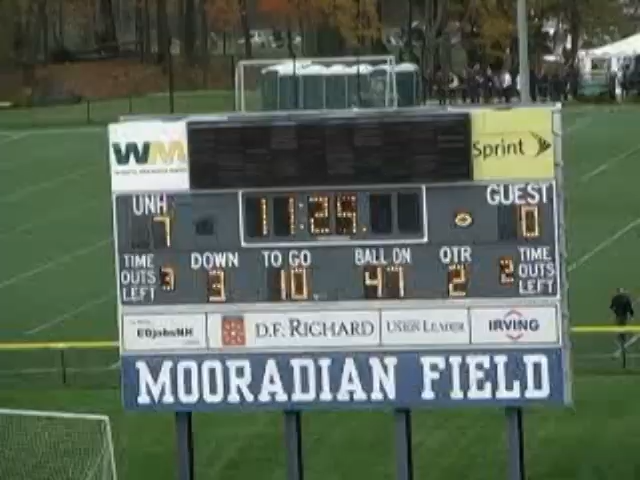 WM
Sprint
UNH
GUEST
7
11:25
0
TIME OUTS LEFT
DOWN
TO GO
BALL ON
QTR
TIME OUTS LEFT
3
3
10
47
2
2
EDjobsNH
D.F. RICHARD
UNION LEADER
IRVING
MOORADIAN FIELD